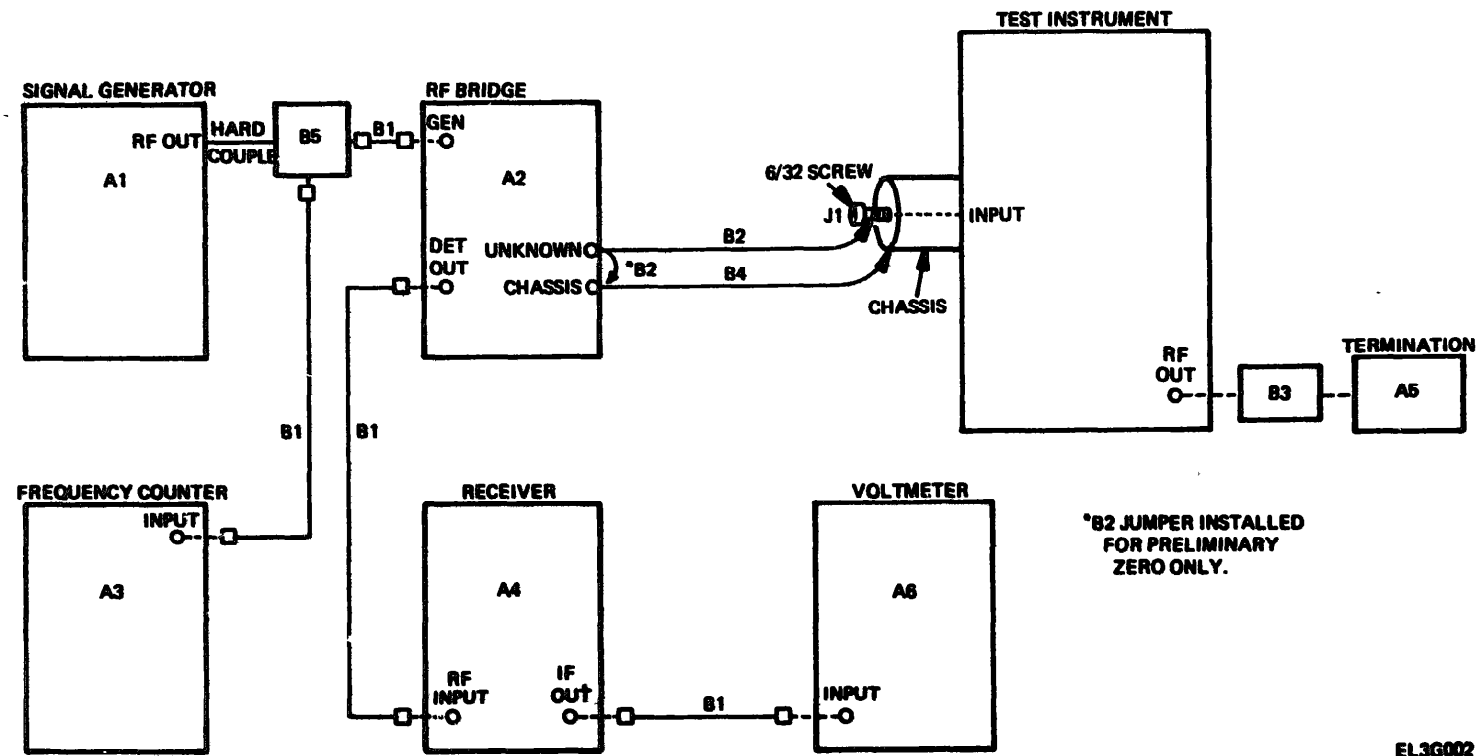 TEST INSTRUMENT
SIGNAL GENERATOR
RF OUT
HARD
COUPLE
A1
B5
B1
RF BRIDGE
GEN
A2
DET
OUT
UNKNOWN
CHASSIS
*B2
B2
B4
6/32 SCREW
J1
INPUT
CHASSIS
RF
OUT
B3
TERMINATION
A5
B1
B1
FREQUENCY COUNTER
INPUT
A3
RECEIVER
A4
RF
INPUT
IF
OUT
B1
VOLTMETER
A6
INPUT
*B2 JUMPER INSTALLED
FOR PRELIMINARY
ZERO ONLY.
EL3G002